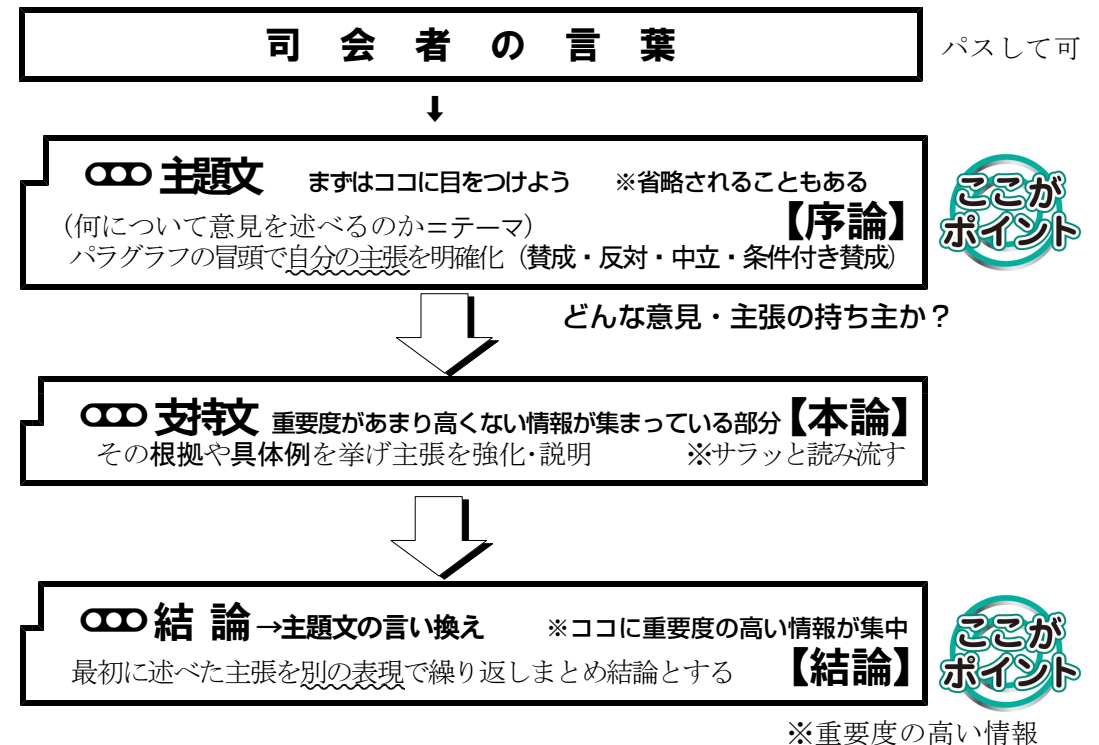 司会者の言葉
パスして可
主題文 まずはココに目をつけよう ※省略されることもある
(何について意見を述べるのか=テーマ) 【序論】
パラグラフの冒頭で自分の主張を明確化(賛成・反対・中立・条件付き賛成)
ここが
ポイント
どんな意見・主張の持ち主か?
支持文 重要度があまり高くない情報が集まっている部分【本論】
その根拠や具体例を挙げ主張を強化・説明 ※サラッと読み流す
結 論→主題文の言い換え ※ココに重要度の高い情報が集中
最初に述べた主張を別の表現で繰り返しまとめ結論とする 【結論】
ここが
ポイント
※重要度の高い情報